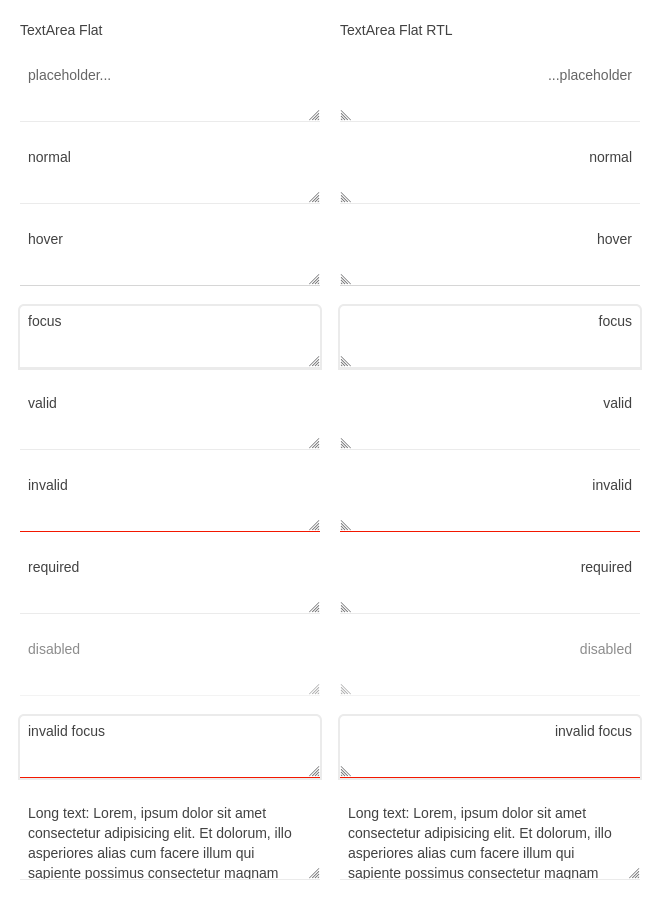 TextArea Flat
TextArea Flat RTL
placeholder...
...placeholder
normal
normal
hover
hover
focus
focus
valid
valid
invalid
invalid
required
required
disabled
disabled
invalid focus
invalid focus
Long text: Lorem, ipsum dolor sit amet
consectetur adipisicing elit. Et dolorum, illo
asperiores alias cum facere illum qui
sapiente possimus consectetur magnam
Long text: Lorem, ipsum dolor sit amet
consectetur adipisicing elit. Et dolorum, illo
asperiores alias cum facere illum qui
sapiente possimus consectetur magnam